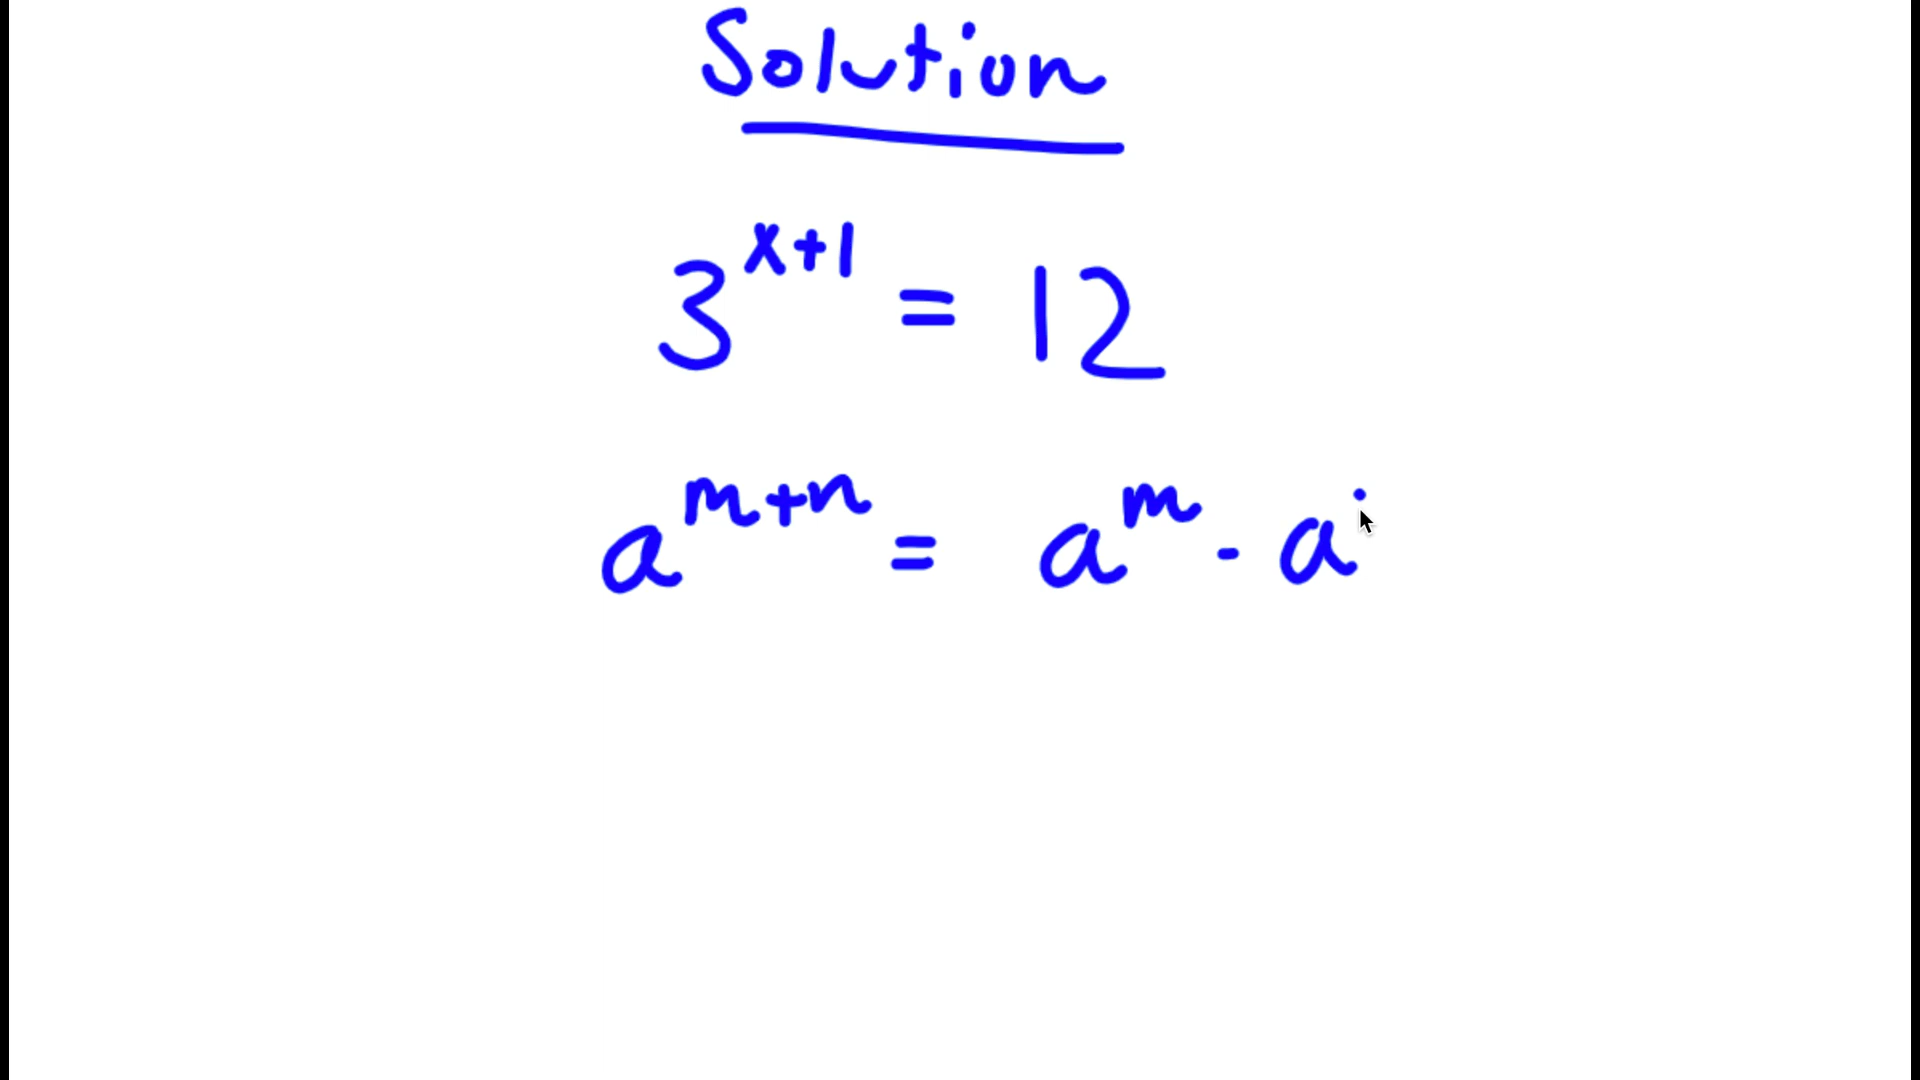 Solution
3^{x+1} = 12
a^{m+n} = a^m · a